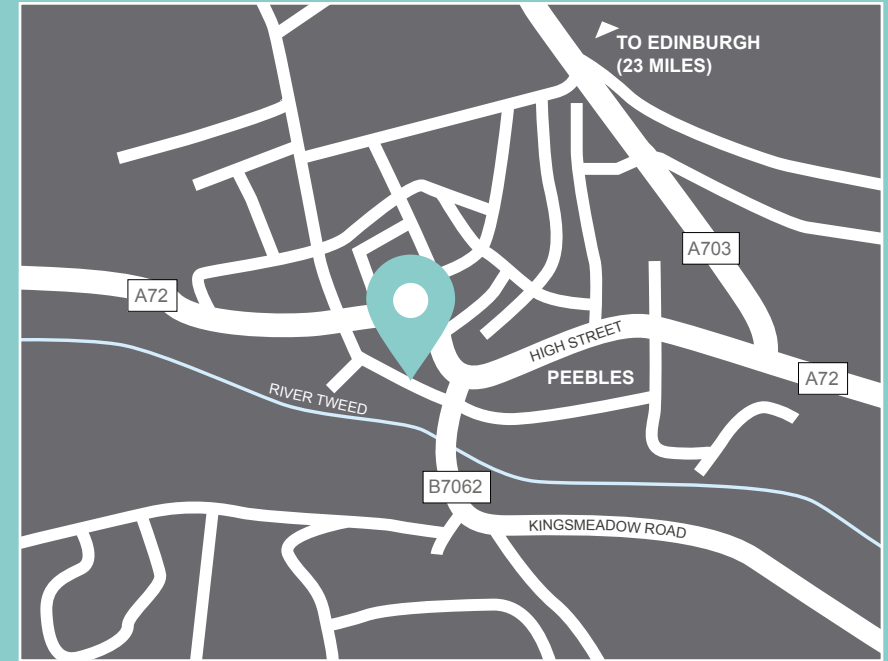 TO EDINBURGH
(23 MILES)
A703
A72
HIGH STREET
PEEBLES
A72
RIVER TWEED
B7062
KINGSMEADOW ROAD